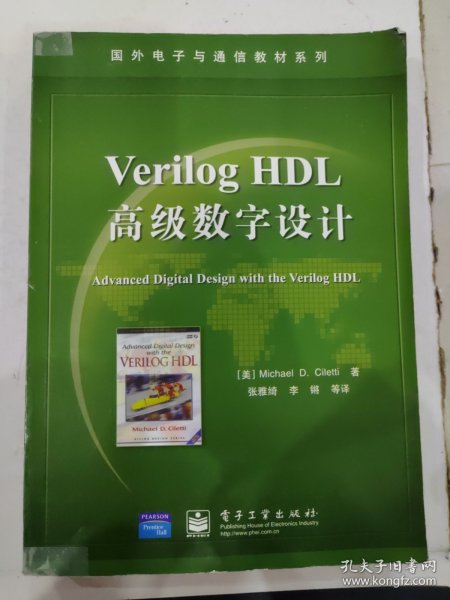 国外电子与通信教材系列
Verilog HDL
高级数字设计
Advanced Digital Design with the Verilog HDL
Advanced Digital Design
with the
VERILOG HDL
Michael D. Ciletti
[美] Michael D. Ciletti 著
张雅绮 李锵 等译
PEARSON
Prentice
Hall
電子工業出版社
Publishing House of Electronics Industry
http://www.phei.com.cn
孔夫子旧书网
www.kongfz.com